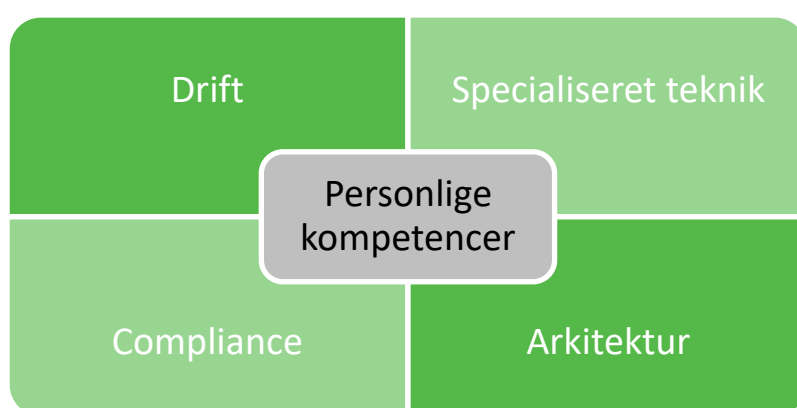 Drift
Specialiseret teknik
Personlige
kompetencer
Compliance
Arkitektur